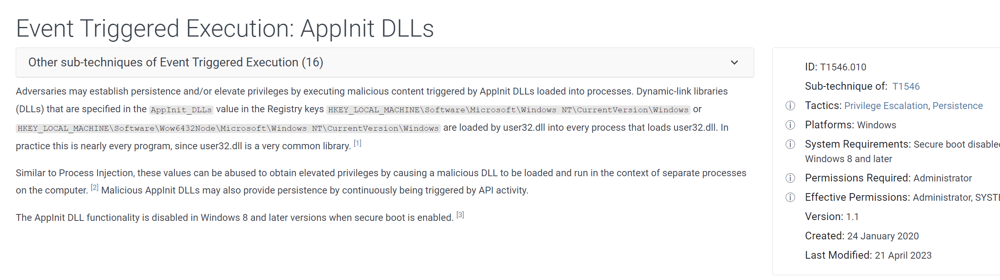 Event Triggered Execution: AppInit DLLs
Other sub-techniques of Event Triggered Execution (16)
Adversaries may establish persistence and/or elevate privileges by executing malicious content triggered by AppInit DLLs loaded into processes. Dynamic-link libraries
(DLLs) that are specified in the AppInit_DLLs value in the Registry keys HKEY_LOCAL_MACHINE\Software\Microsoft\Windows NT\CurrentVersion\Windows or
HKEY_LOCAL_MACHINE\Software\Wow6432Node\Microsoft\Windows NT\CurrentVersion\Windows are loaded by user32.dll into every process that loads user32.dll. In
practice this is nearly every program, since user32.dll is a very common library. [1]
Similar to Process Injection, these values can be abused to obtain elevated privileges by causing a malicious DLL to be loaded and run in the context of separate processes
on the computer. [2] Malicious AppInit DLLs may also provide persistence by continuously being triggered by API activity.
The AppInit DLL functionality is disabled in Windows 8 and later versions when secure boot is enabled. [3]
ID: T1546.010
Sub-technique of: T1546
Tactics: Privilege Escalation, Persistence
Platforms: Windows
System Requirements: Secure boot
Windows 8 and later
Permissions Required: Administrator
Effective Permissions: Administrator,
Version: 1.1
Created: 24 January 2020
Last Modified: 21 April 2023